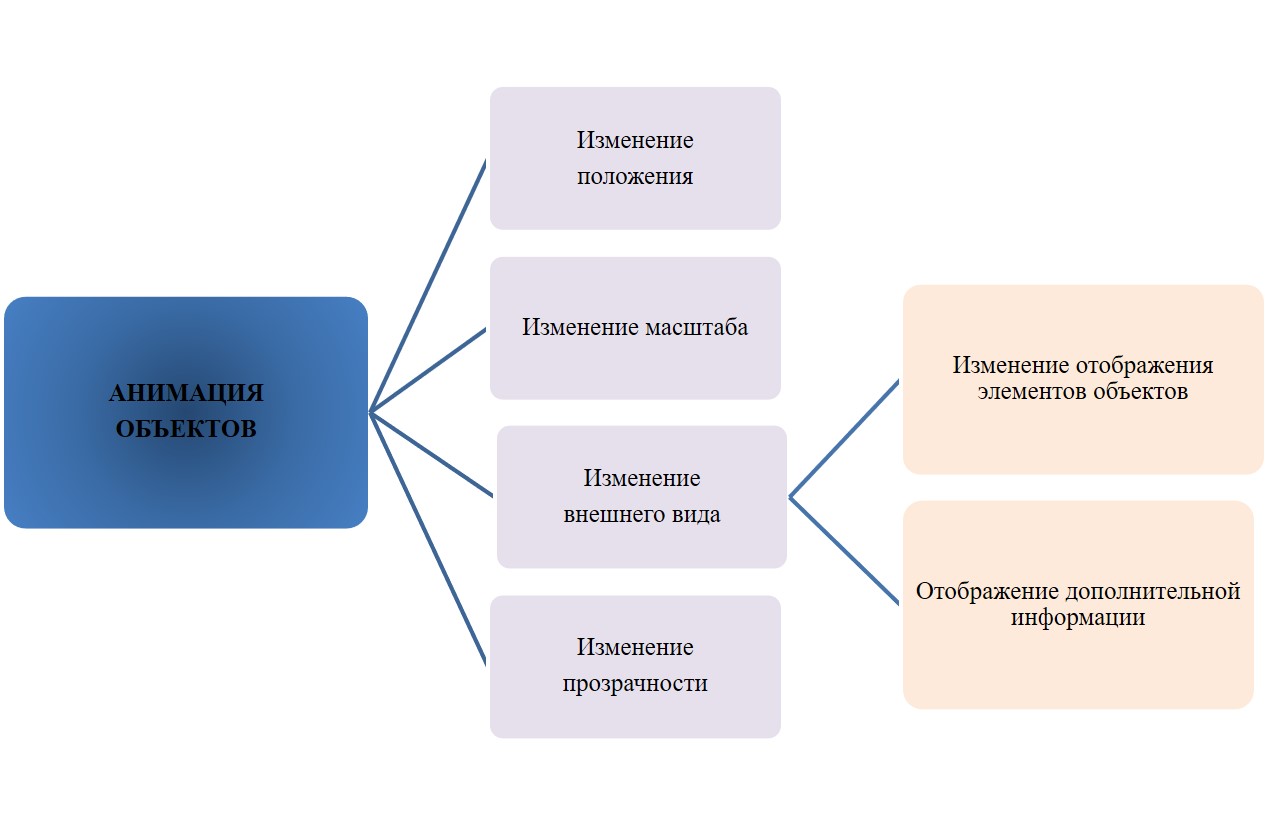 АНИМАЦИЯ
ОБЪЕКТОВ
Изменение
положения
Изменение масштаба
Изменение
внешнего вида
Изменение
прозрачности
Изменение отображения
элементов объектов
Отображение дополнительной
информации